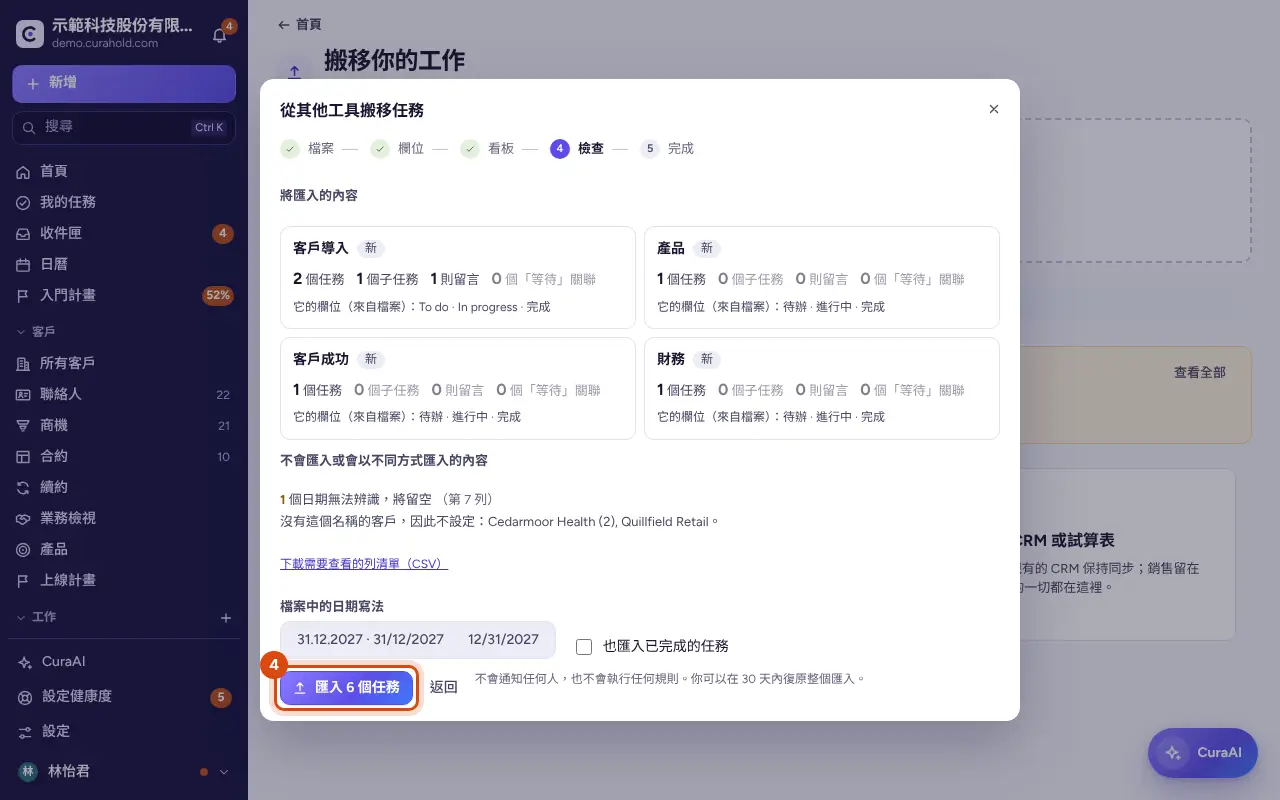 示範科技股份有限...
demo.curahold.com
4
新增
搜尋
Ctrl K
首頁
我的任務
收件匣
4
日曆
入門計畫
52%
客戶
所有客戶
聯絡人
22
商機
21
合約
10
續約
業務檢視
產品
上線計畫
工作
CuraAI
設定健康度
5
設定
林
林怡君
首頁
搬移你的工作
查看全部
CRM 或試算表
有的 CRM 保持同步；銷售留在
一切都在這裡。
CuraAI
從其他工具搬移任務
檔案
欄位
看板
4 檢查
5 完成
將匯入的內容
客戶導入 新
2 個任務 1 個子任務 1 則留言 0 個「等待」關聯
它的欄位（來自檔案）：To do · In progress · 完成
產品 新
1 個任務 0 個子任務 0 則留言 0 個「等待」關聯
它的欄位（來自檔案）：待辦 · 進行中 · 完成
客戶成功 新
1 個任務 0 個子任務 0 則留言 0 個「等待」關聯
它的欄位（來自檔案）：待辦 · 進行中 · 完成
財務 新
1 個任務 0 個子任務 0 則留言 0 個「等待」關聯
它的欄位（來自檔案）：待辦 · 進行中 · 完成
不會匯入或會以不同方式匯入的內容
1 個日期無法辨識，將留空 （第 7 列）
沒有這個名稱的客戶，因此不設定：Cedarmoor Health (2), Quillfield Retail。
下載需要查看的列清單（CSV）
檔案中的日期寫法
31.12.2027 · 31/12/2027
12/31/2027
也匯入已完成的任務
4
匯入 6 個任務
返回
不會通知任何人，也不會執行任何規則。你可以在 30 天內復原整個匯入。